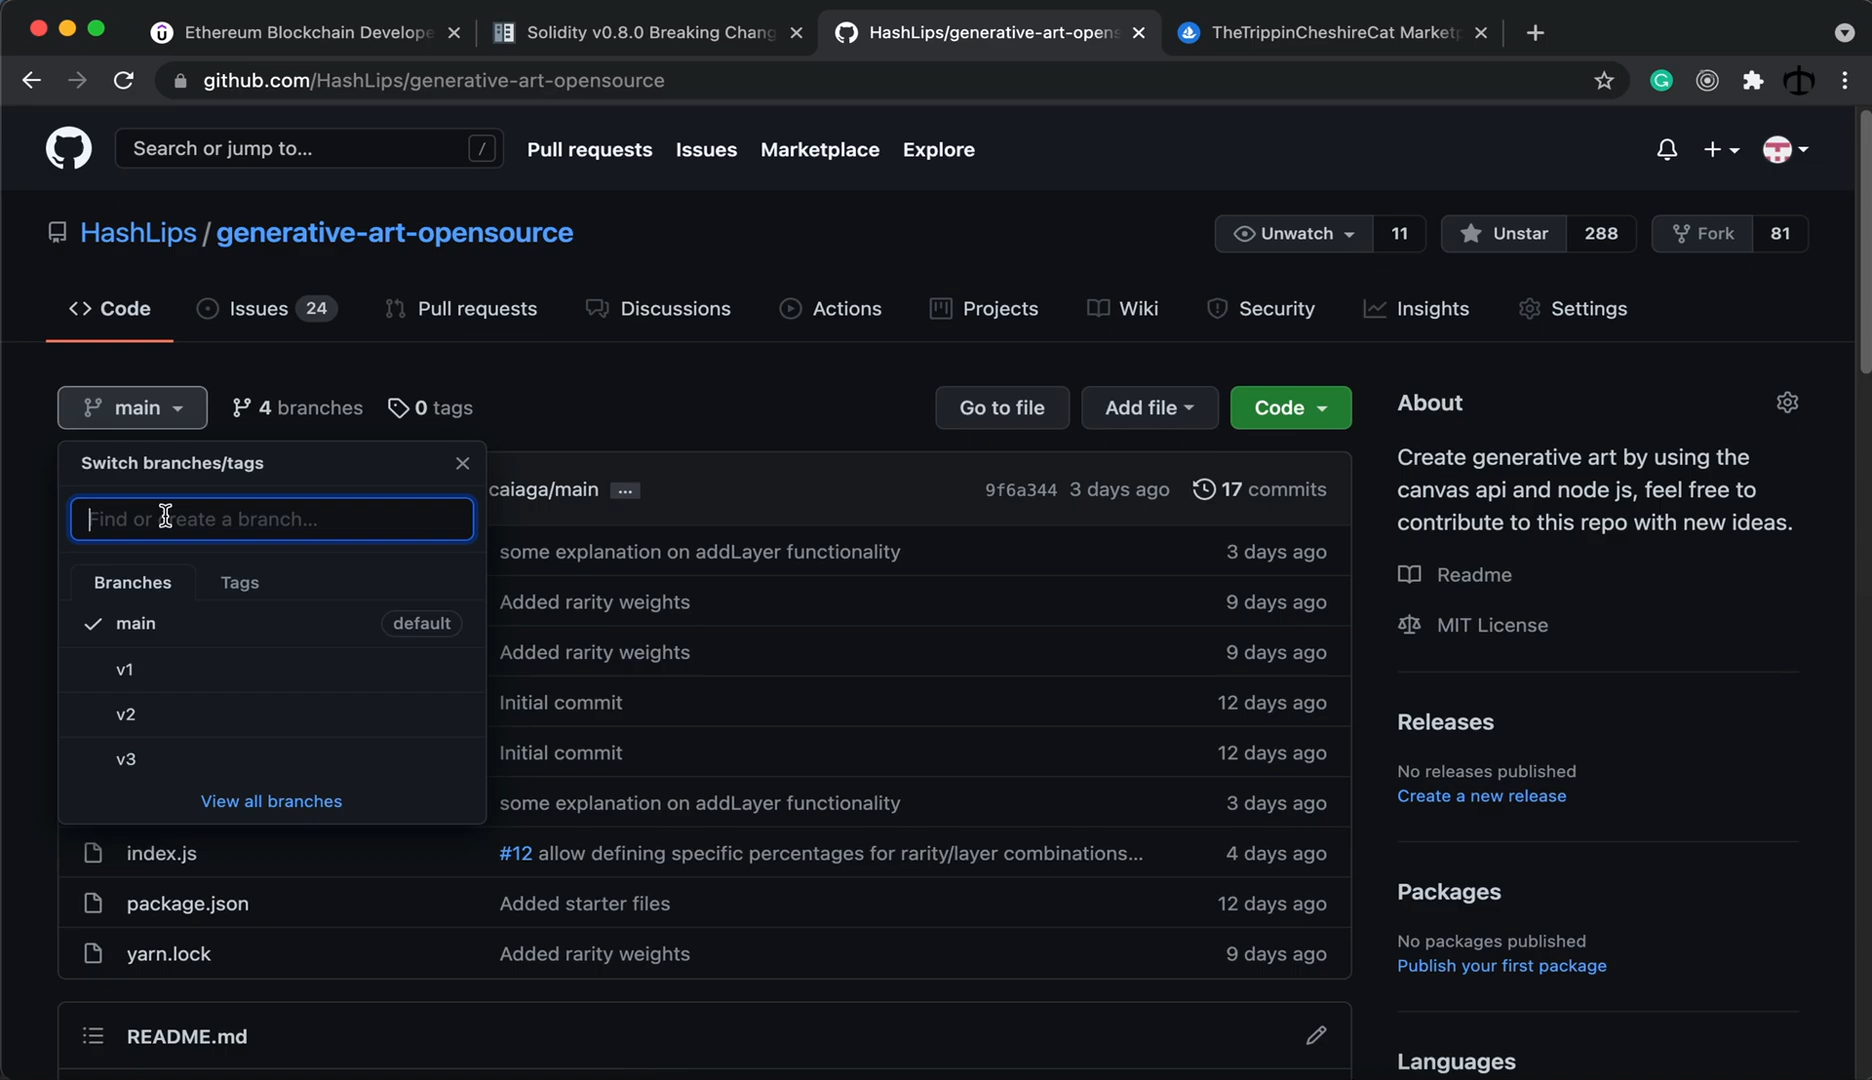 Ethereum Blockchain Develope
Solidity v0.8.0 Breaking Chang
HashLips/generative-art-opens
TheTrippinCheshireCat Marketp
github.com/HashLips/generative-art-opensource
Search or jump to... /
Pull requests
Issues
Marketplace
Explore
HashLips / generative-art-opensource
Unwatch 11
Unstar 288
Fork 81
Code
Issues 24
Pull requests
Discussions
Actions
Projects
Wiki
Security
Insights
Settings
main
4 branches
0 tags
Go to file
Add file
Code
Switch branches/tags
Find or create a branch...
Branches
Tags
main default
v1
v2
v3
View all branches
caiaga/main ... 9f6a344 3 days ago 17 commits
some explanation on addLayer functionality 3 days ago
Added rarity weights 9 days ago
Added rarity weights 9 days ago
Initial commit 12 days ago
Initial commit 12 days ago
some explanation on addLayer functionality 3 days ago
index.js #12 allow defining specific percentages for rarity/layer combinations... 4 days ago
package.json Added starter files 12 days ago
yarn.lock Added rarity weights 9 days ago
README.md
About
Create generative art by using the
canvas api and node js, feel free to
contribute to this repo with new ideas.
Readme
MIT License
Releases
No releases published
Create a new release
Packages
No packages published
Publish your first package
Languages